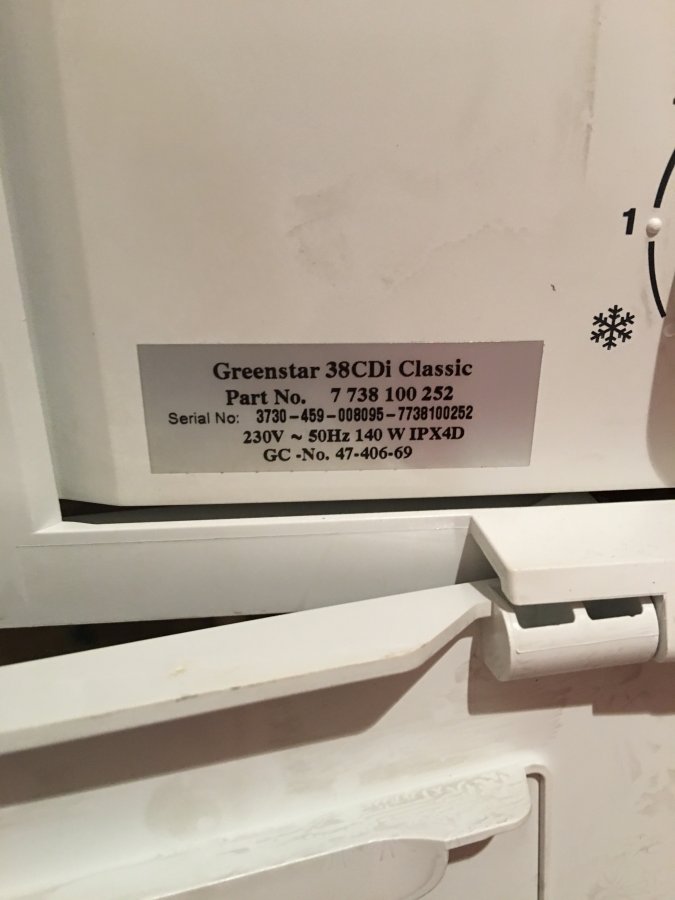 1
Greenstar 38CDi Classic
Part No. 7 738 100 252
Serial No: 3730-459-008095-7738100252
230V ~ 50Hz 140 W IPX4D
GC -No. 47-406-69